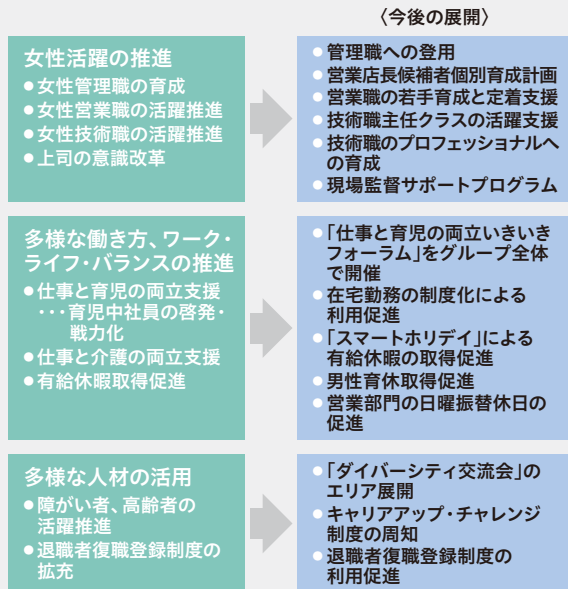 〈今後の展開〉
女性活躍の推進
●女性管理職の育成
●女性営業職の活躍推進
●女性技術職の活躍推進
●上司の意識改革
●管理職への登用
●営業店長候補者個別育成計画
●営業職の若手育成と定着支援
●技術職主任クラスの活躍支援
●技術職のプロフェッショナルへ
の育成
●現場監督サポートプログラム
多様な働き方、ワーク・
ライフ・バランスの推進
●仕事と育児の両立支援
・・・育児中社員の啓発・
戦力化
●仕事と介護の両立支援
●有給休暇取得促進
●「仕事と育児の両立いきいき
フォーラム」をグループ全体
で開催
●在宅勤務の制度化による
利用促進
●「スマートホリデイ」による
有給休暇の取得促進
●男性育休取得促進
●営業部門の日曜振替休日の
促進
多様な人材の活用
●障がい者、高齢者の
活躍推進
●退職者復職登録制度の
拡充
●「ダイバーシティ交流会」の
エリア展開
●キャリアアップ・チャレンジ
制度の周知
●退職者復職登録制度の
利用促進